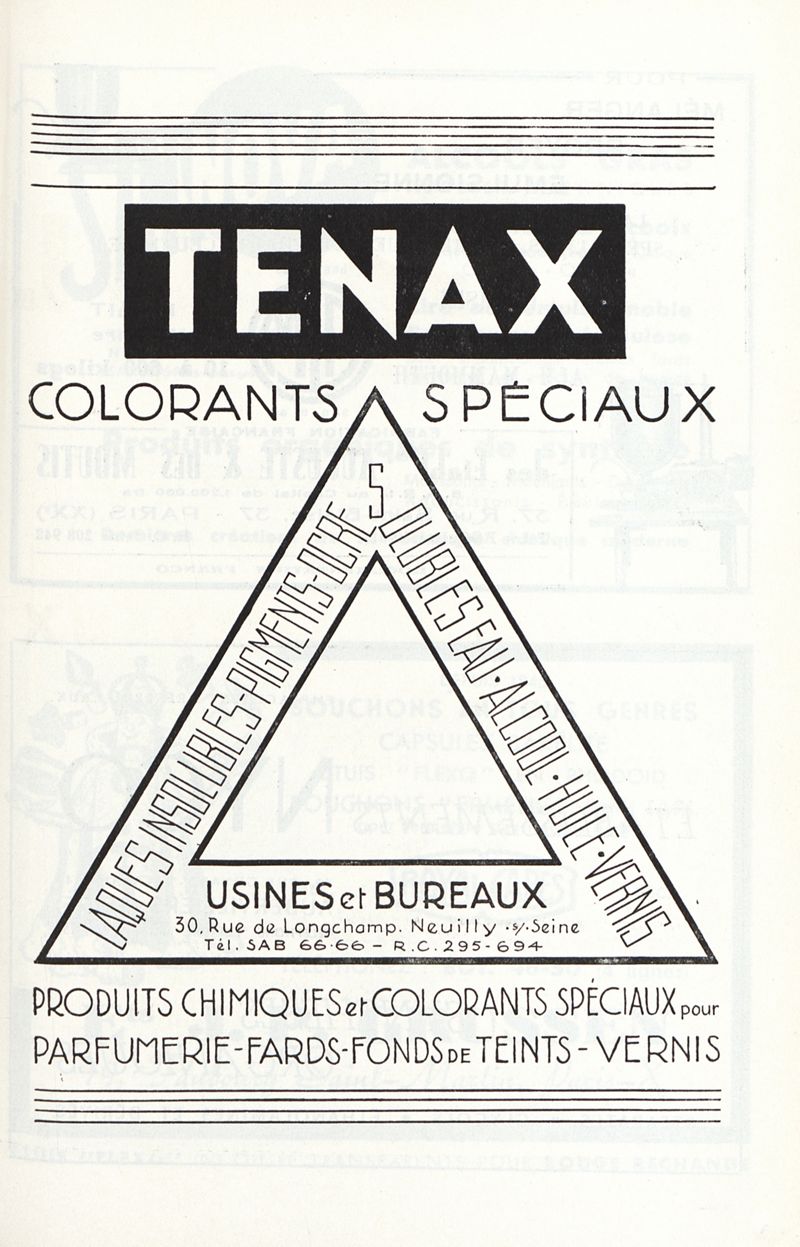 TENAX
COLORANTS SPÉCIAUX
LAQUES INSOLUBLES-PIGMENTS-OCRE
SOLUBLES EAU·ALCOOL·HUILE·VERNIS
USINES et BUREAUX
30, Rue de Longchamp. Neuilly s/-Seine
Tél. SAB 66-66 – R.C. 295-694
PRODUITS CHIMIQUES et COLORANTS SPÉCIAUX pour
PARFUMERIE-FARDS-FONDS DE TEINTS-VERNIS